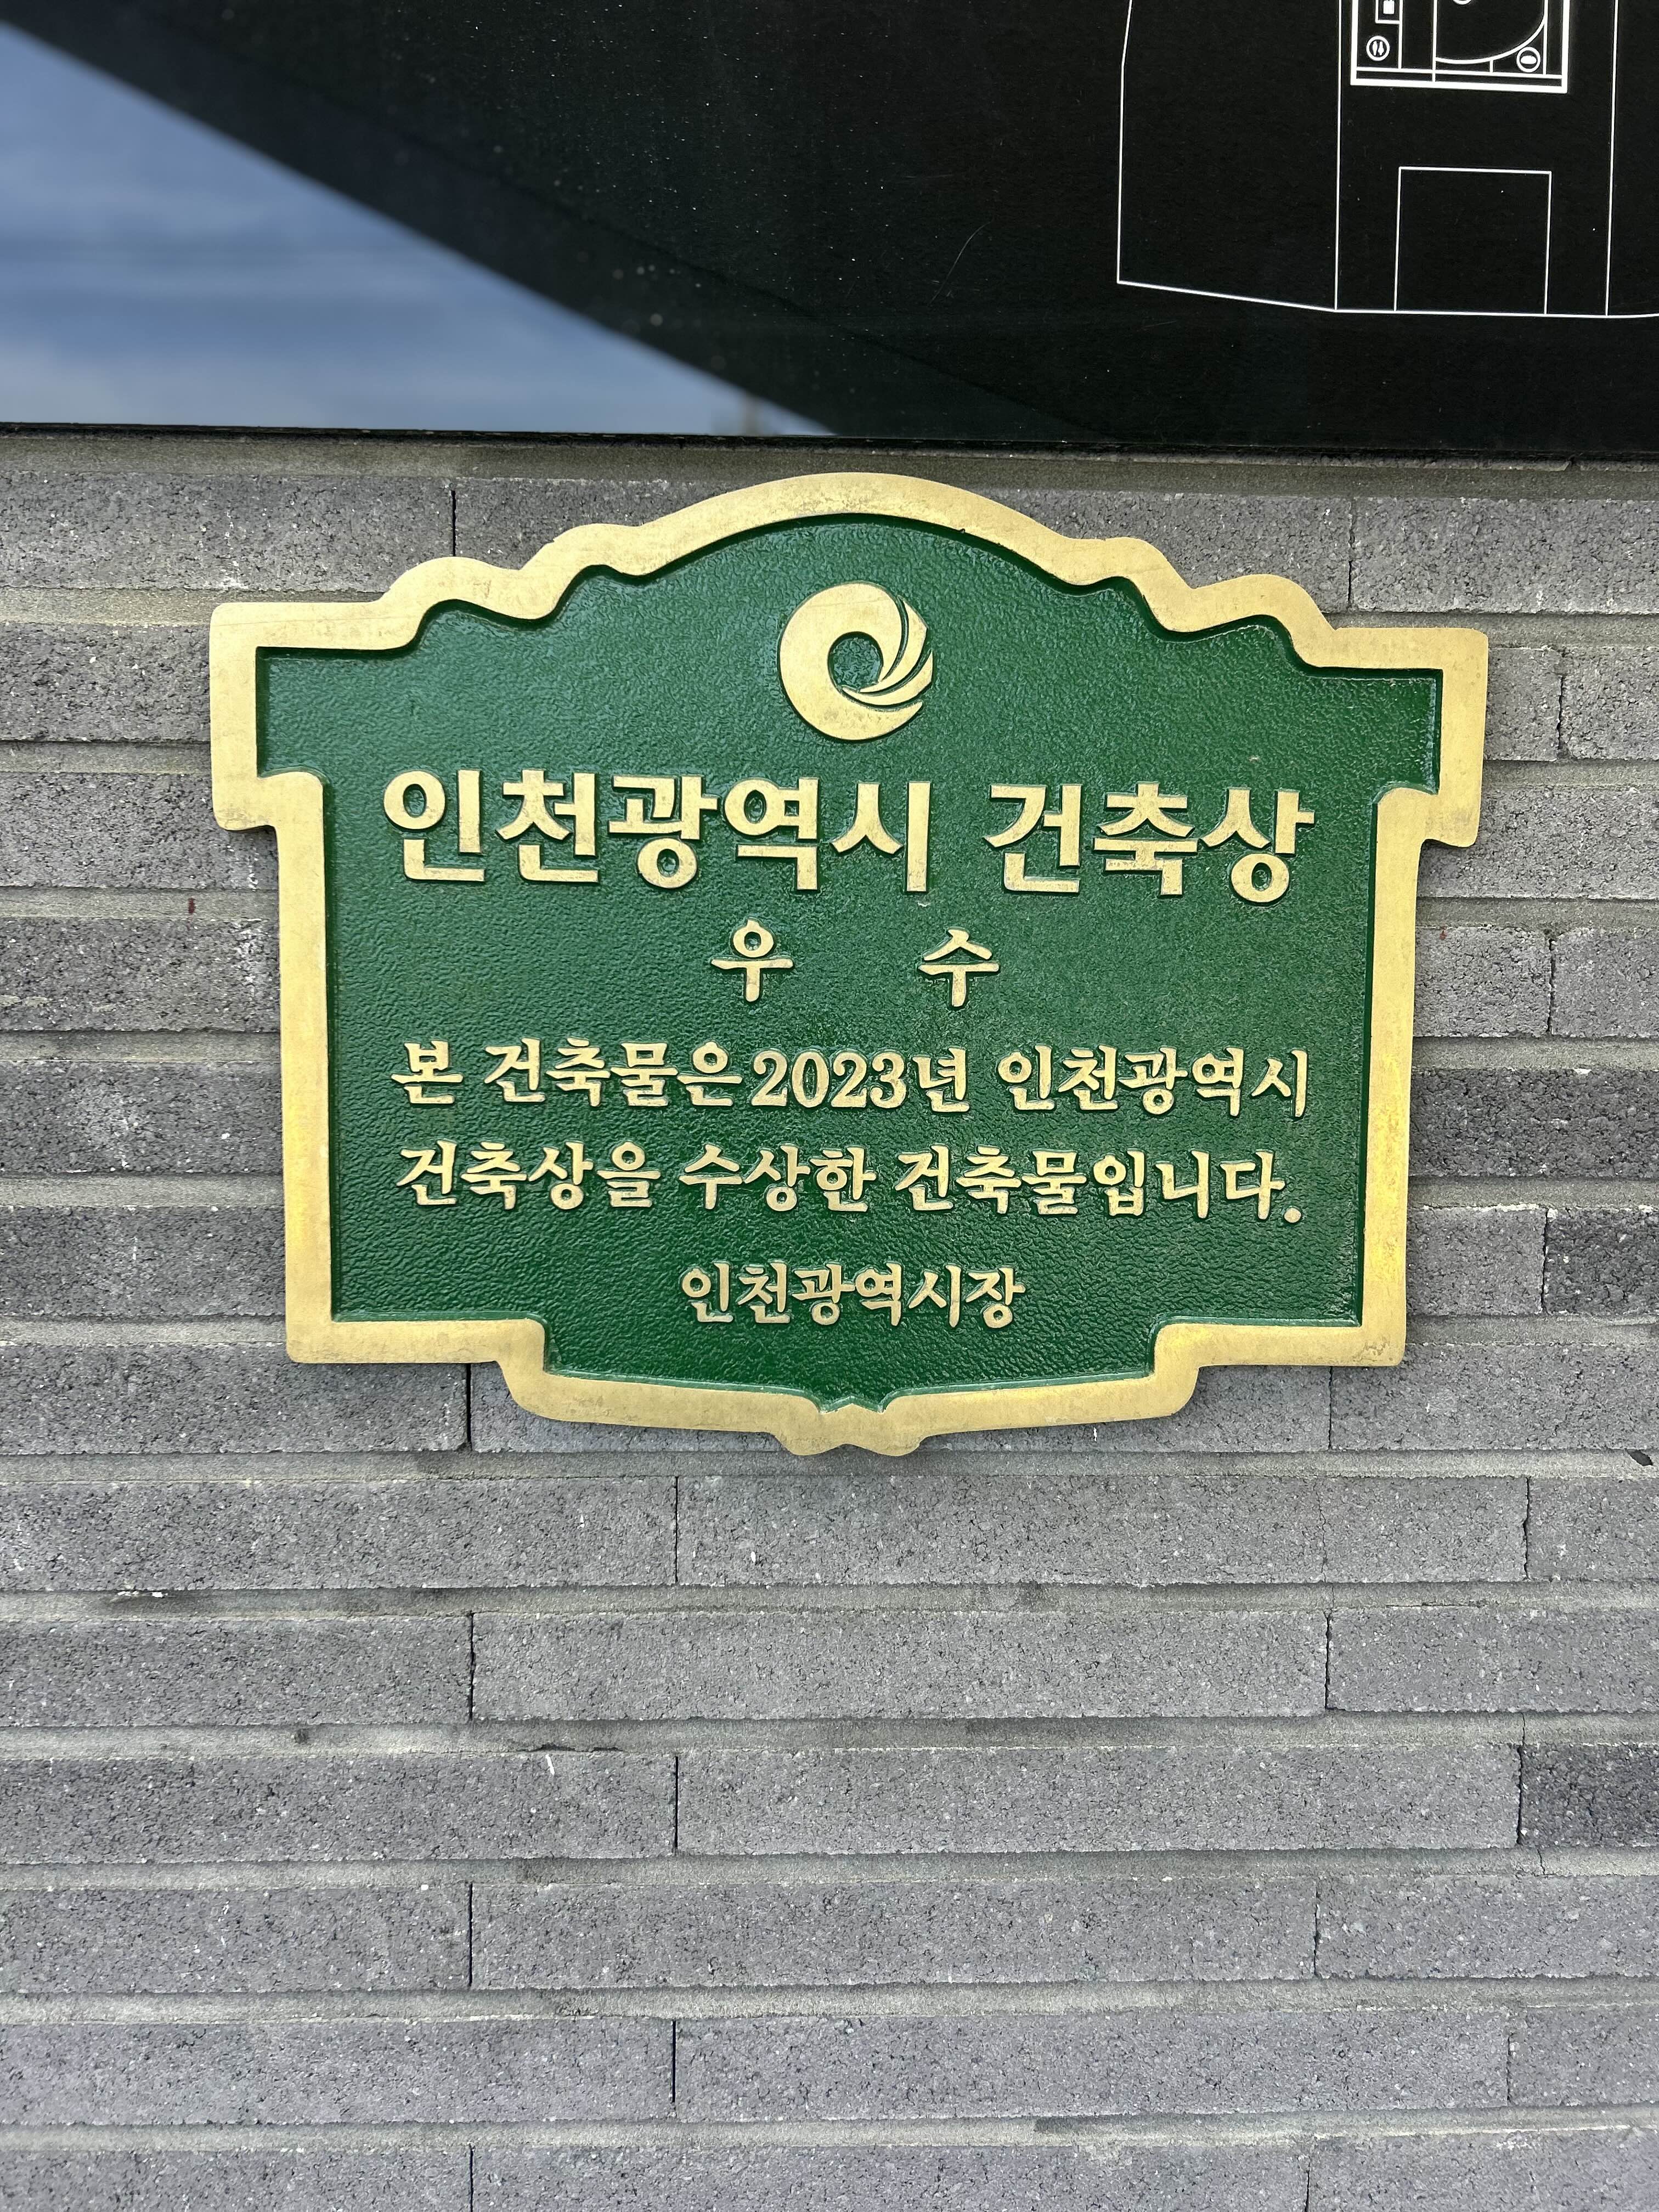 인천광역시 건축상
우 수
본 건축물은 2023년 인천광역시
건축상을 수상한 건축물입니다.
인천광역시장